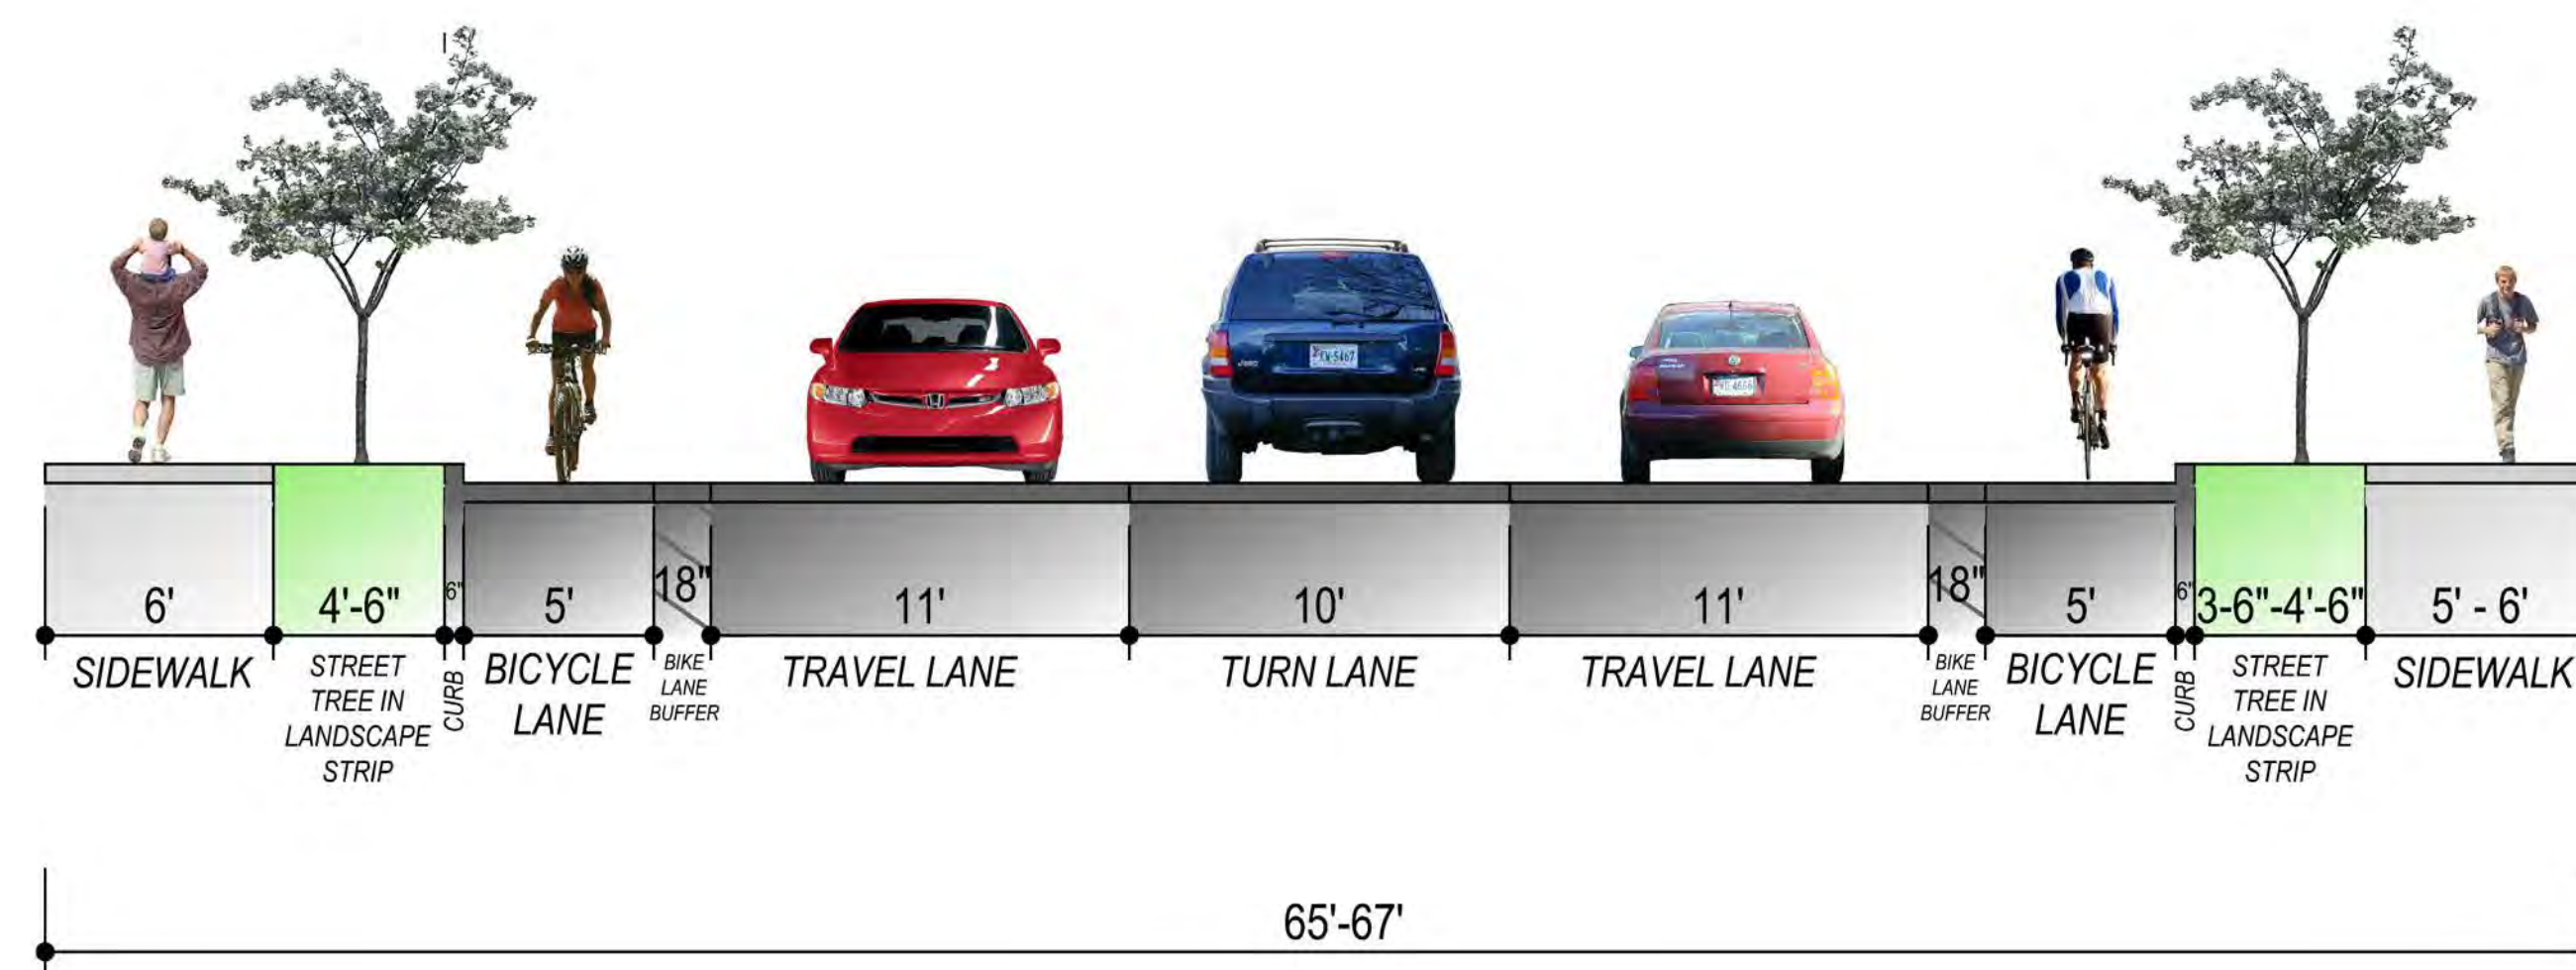 6'
4'-6"
6"
5'
18"
11'
10'
11'
18"
5'
6"
3-6"-4'-6"
5' - 6'
SIDEWALK
STREET
TREE IN
LANDSCAPE
STRIP
CURB
BICYCLE
LANE
BIKE
LANE
BUFFER
TRAVEL LANE
TURN LANE
TRAVEL LANE
BIKE
LANE
BUFFER
BICYCLE
LANE
CURB
STREET
TREE IN
LANDSCAPE
STRIP
SIDEWALK
65'-67'